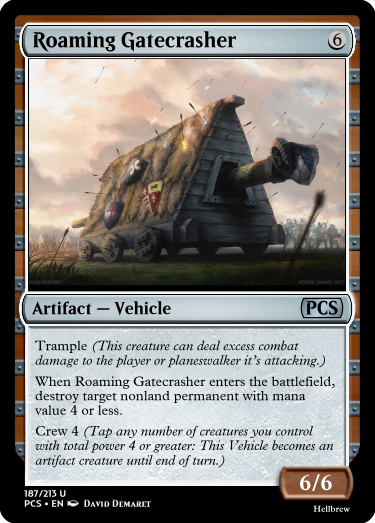 Roaming Gatecrasher 6
Artifact — Vehicle PCS
Trample (This creature can deal excess combat
damage to the player or planeswalker it's attacking.)
When Roaming Gatecrasher enters the battlefield,
destroy target nonland permanent with mana
value 4 or less.
Crew 4 (Tap any number of creatures you control
with total power 4 or greater: This Vehicle becomes an
artifact creature until end of turn.)
6/6
187/213 U
PCS • EN DAVID DEMARET
Hellbrew